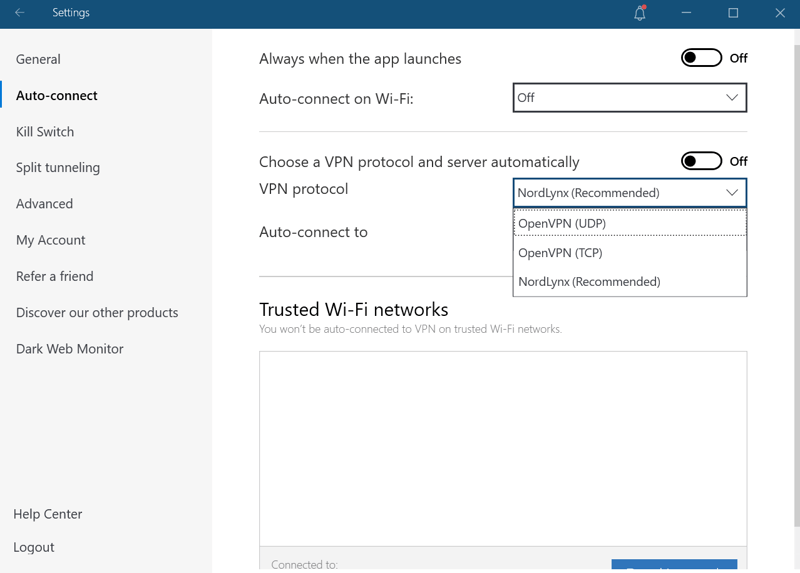 Settings
General
Auto-connect
Kill Switch
Split tunneling
Advanced
My Account
Refer a friend
Discover our other products
Dark Web Monitor
Help Center
Logout
Always when the app launches Off
Auto-connect on Wi-Fi: Off
Choose a VPN protocol and server automatically Off
VPN protocol NordLynx (Recommended)
OpenVPN (UDP)
Auto-connect to
OpenVPN (TCP)
NordLynx (Recommended)
Trusted Wi-Fi networks
You won't be auto-connected to VPN on trusted Wi-Fi networks.
Connected to: